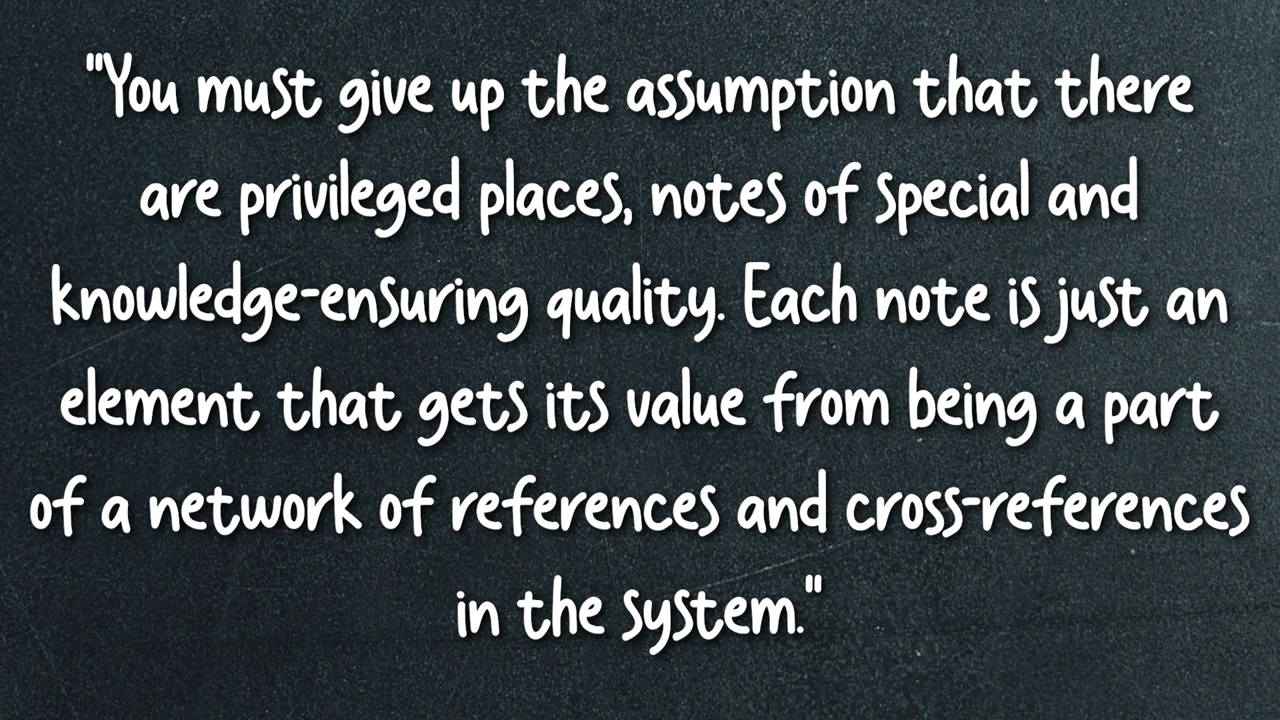 "You must give up the assumption that there
are privileged places, notes of special and
knowledge-ensuring quality. Each note is just an
element that gets its value from being a part
of a network of references and cross-references
in the system."